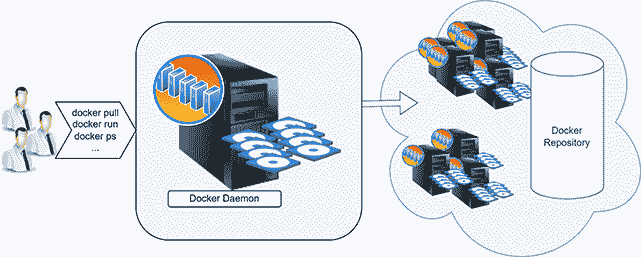 docker pull
docker run
docker ps
...
Docker Daemon
Docker
Repository